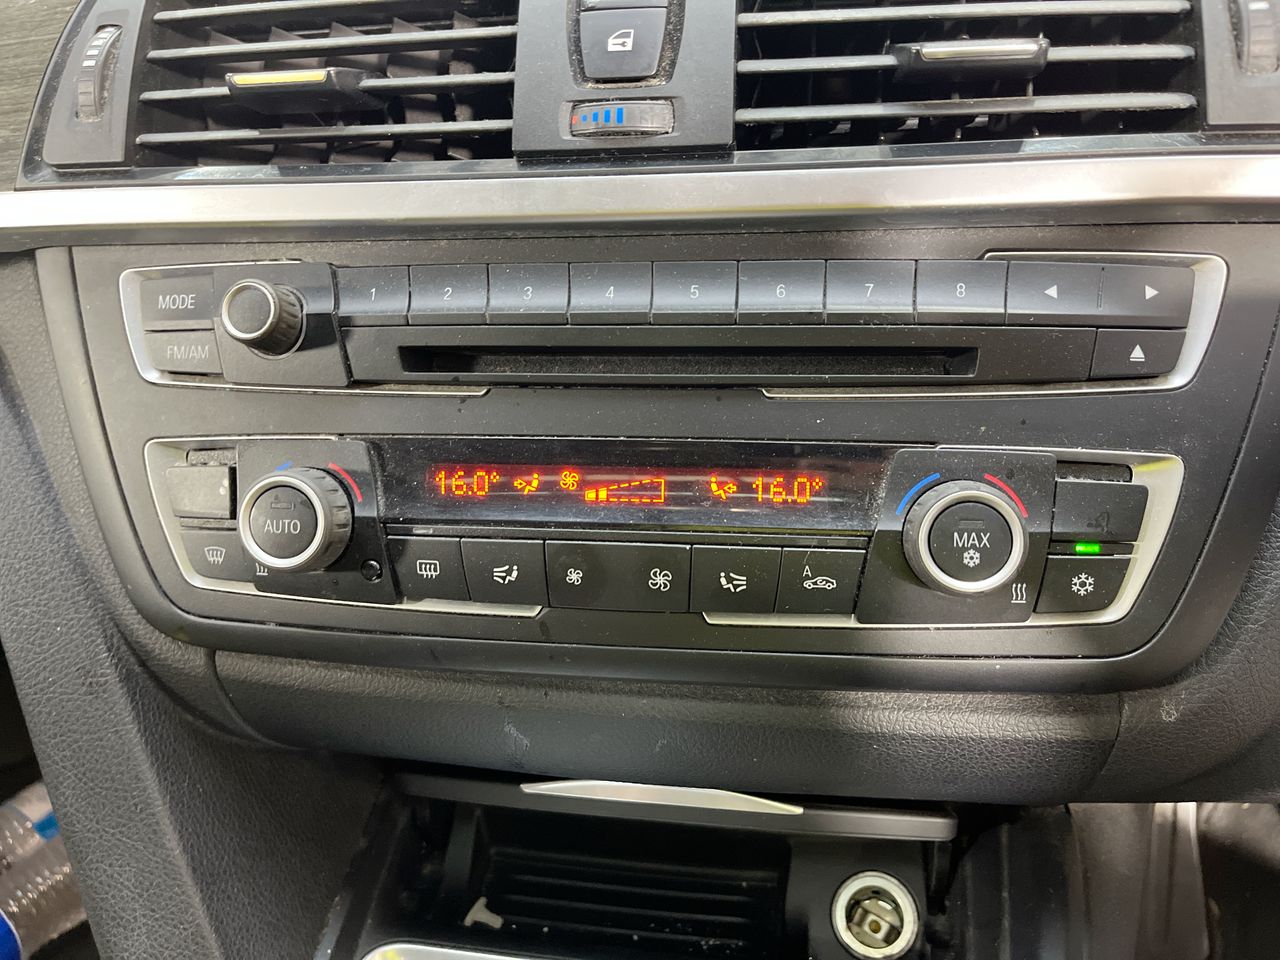 MODE
1 2 3 4 5 6 7 8
FM/AM
16.0° 16.0°
AUTO
MAX
A